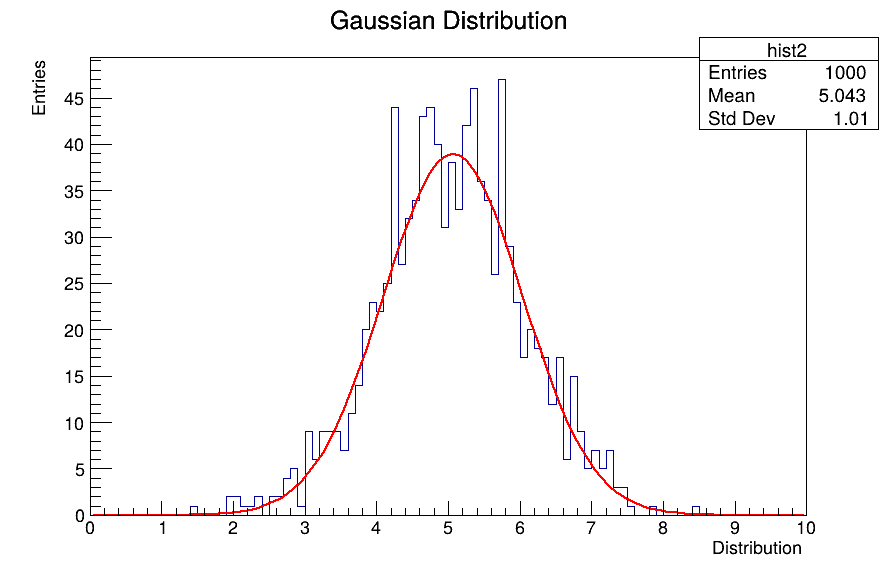 Gaussian Distribution
hist2
Entries 1000
Mean 5.043
Std Dev 1.01
Entries
45
40
35
30
25
20
15
10
5
0
0 1 2 3 4 5 6 7 8 9 10
Distribution